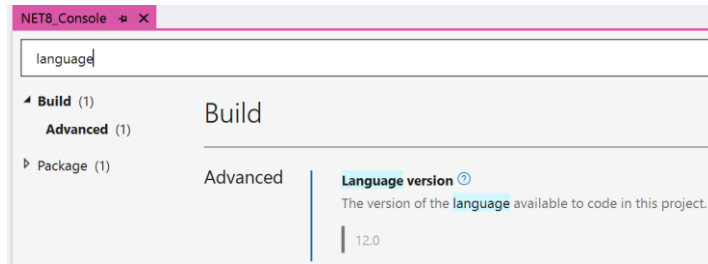 NET8_Console
language
Build (1)
Advanced (1)
Package (1)
Build
Advanced
Language version
The version of the language available to code in this project.
12.0